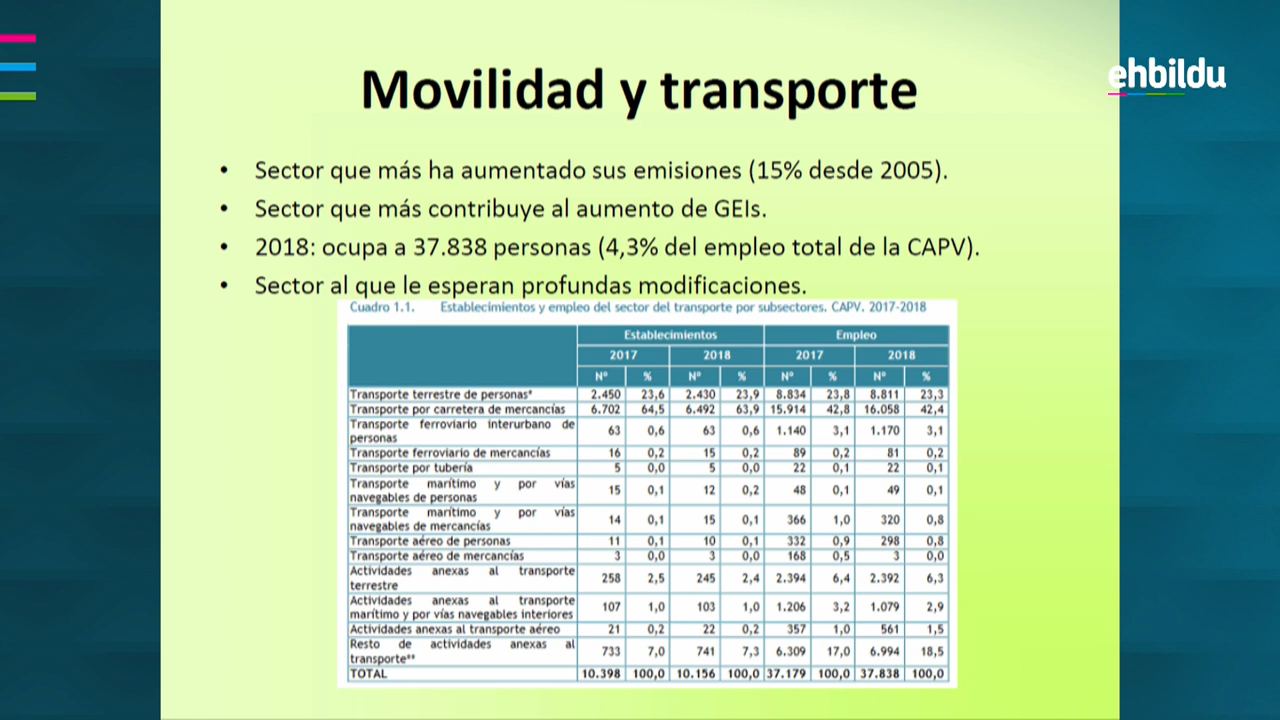 ehbildu
Movilidad y transporte
• Sector que más ha aumentado sus emisiones (15% desde 2005).
• Sector que más contribuye al aumento de GEIs.
• 2018: ocupa a 37.838 personas (4,3% del empleo total de la CAPV).
• Sector al que le esperan profundas modificaciones.
Cuadro 1.1. Establecimientos y empleo del sector del transporte por subsectores. CAPV. 2017-2018
Establecimientos Empleo
2017 2018 2017 2018
Nº % Nº % Nº % Nº %
Transporte terrestre de personas* 2.450 23,6 2.430 23,9 8.834 23,8 8.811 23,3
Transporte por carretera de mercancías 6.702 64,5 6.492 63,9 15.914 42,8 16.058 42,4
Transporte ferroviario interurbano de
personas 63 0,6 63 0,6 1.140 3,1 1.170 3,1
Transporte ferroviario de mercancías 16 0,2 15 0,2 89 0,2 81 0,2
Transporte por tubería 5 0,0 5 0,0 22 0,1 22 0,1
Transporte marítimo y por vías
navegables de personas 15 0,1 12 0,2 48 0,1 49 0,1
Transporte marítimo y por vías
navegables de mercancías 14 0,1 15 0,1 366 1,0 320 0,8
Transporte aéreo de personas 11 0,1 10 0,1 332 0,9 298 0,8
Transporte aéreo de mercancías 3 0,0 3 0,0 168 0,5 3 0,0
Actividades anexas al transporte
terrestre 258 2,5 245 2,4 2.394 6,4 2.392 6,3
Actividades anexas al transporte
marítimo y por vías navegables interiores 107 1,0 103 1,0 1.206 3,2 1.079 2,9
Actividades anexas al transporte aéreo 21 0,2 22 0,2 357 1,0 561 1,5
Resto de actividades anexas al
transporte** 733 7,0 741 7,3 6.309 17,0 6.994 18,5
TOTAL 10.398 100,0 10.156 100,0 37.179 100,0 37.838 100,0